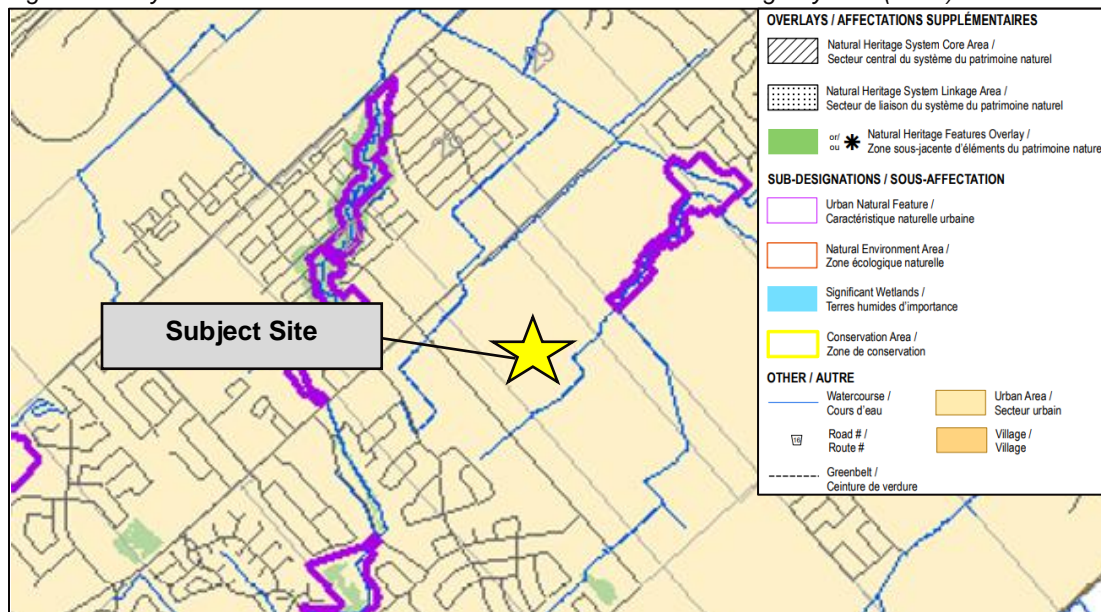 OVERLAYS / AFFECTATIONS SUPPLÉMENTAIRES
Natural Heritage System Core Area /
Secteur central du système du patrimoine naturel
Natural Heritage System Linkage Area /
Secteur de liaison du système du patrimoine naturel
or/
ou
Natural Heritage Features Overlay /
Zone sous-jacente d'éléments du patrimoine nature
SUB-DESIGNATIONS / SOUS-AFFECTATION
Urban Natural Feature /
Caractéristique naturelle urbaine
Natural Environment Area /
Zone écologique naturelle
Significant Wetlands /
Terres humides d'importance
Conservation Area /
Zone de conservation
OTHER / AUTRE
Watercourse /
Cours d'eau
Urban Area /
Secteur urbain
16
Road # /
Route #
Village /
Village
Greenbelt /
Ceinture de verdure
29
29
Subject Site